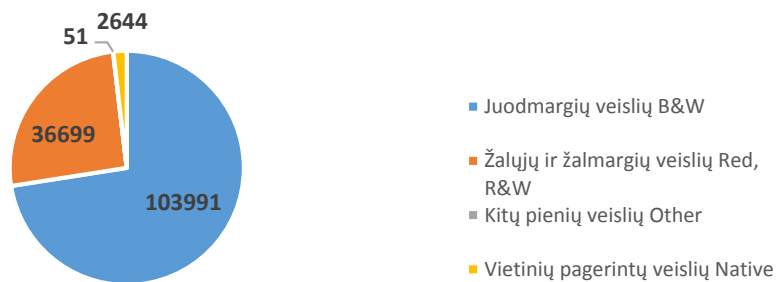 2644
51
36699
103991
Juodmargių veislių B&W
Žalųjų ir žalmargių veislių Red,
R&W
Kitų pienių veislių Other
Vietinių pagerintų veislių Native